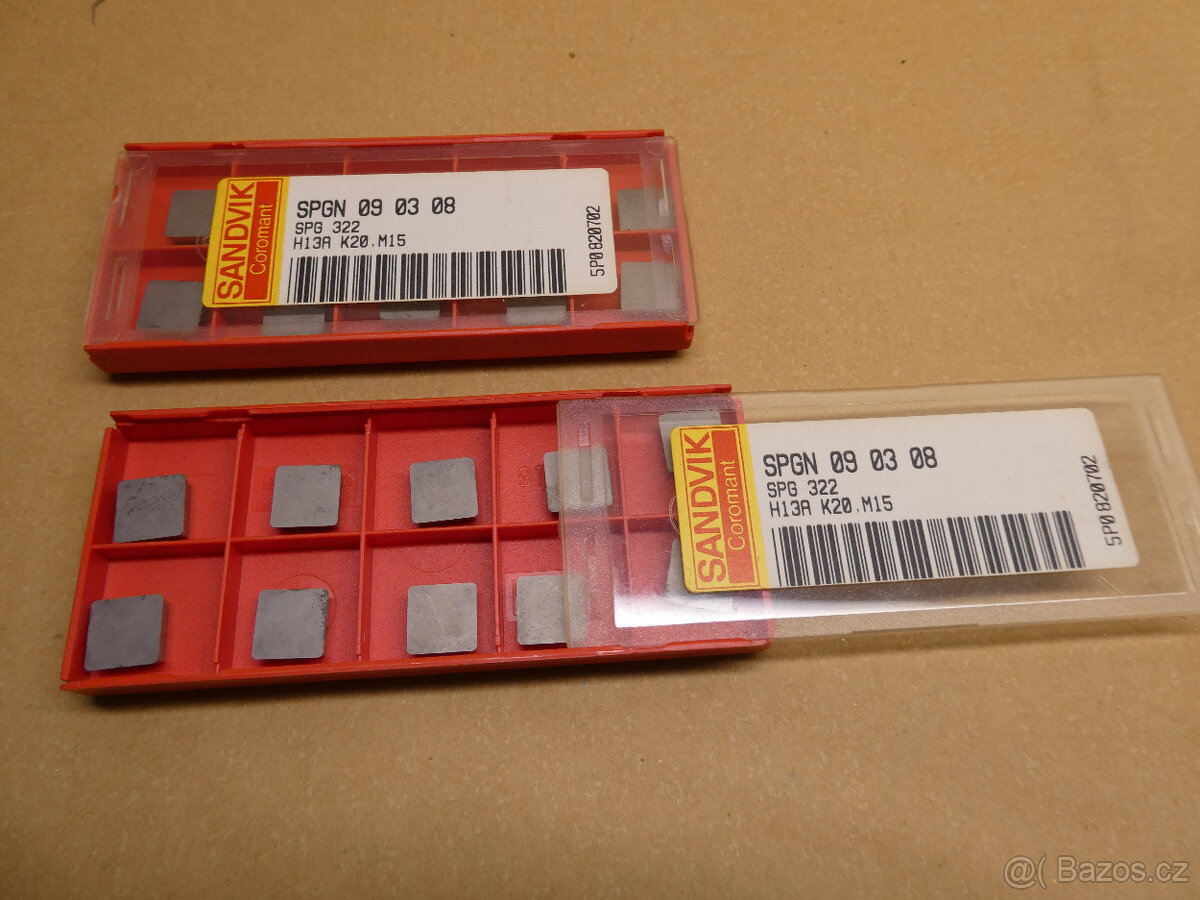 SANDVIK
Coromant
SPGN 09 03 08
SPG 322
H13A K20.M15
5P0820702
SANDVIK
Coromant
SPGN 09 03 08
SPG 322
H13A K20.M15
5P0820702
@( Bazos.cz